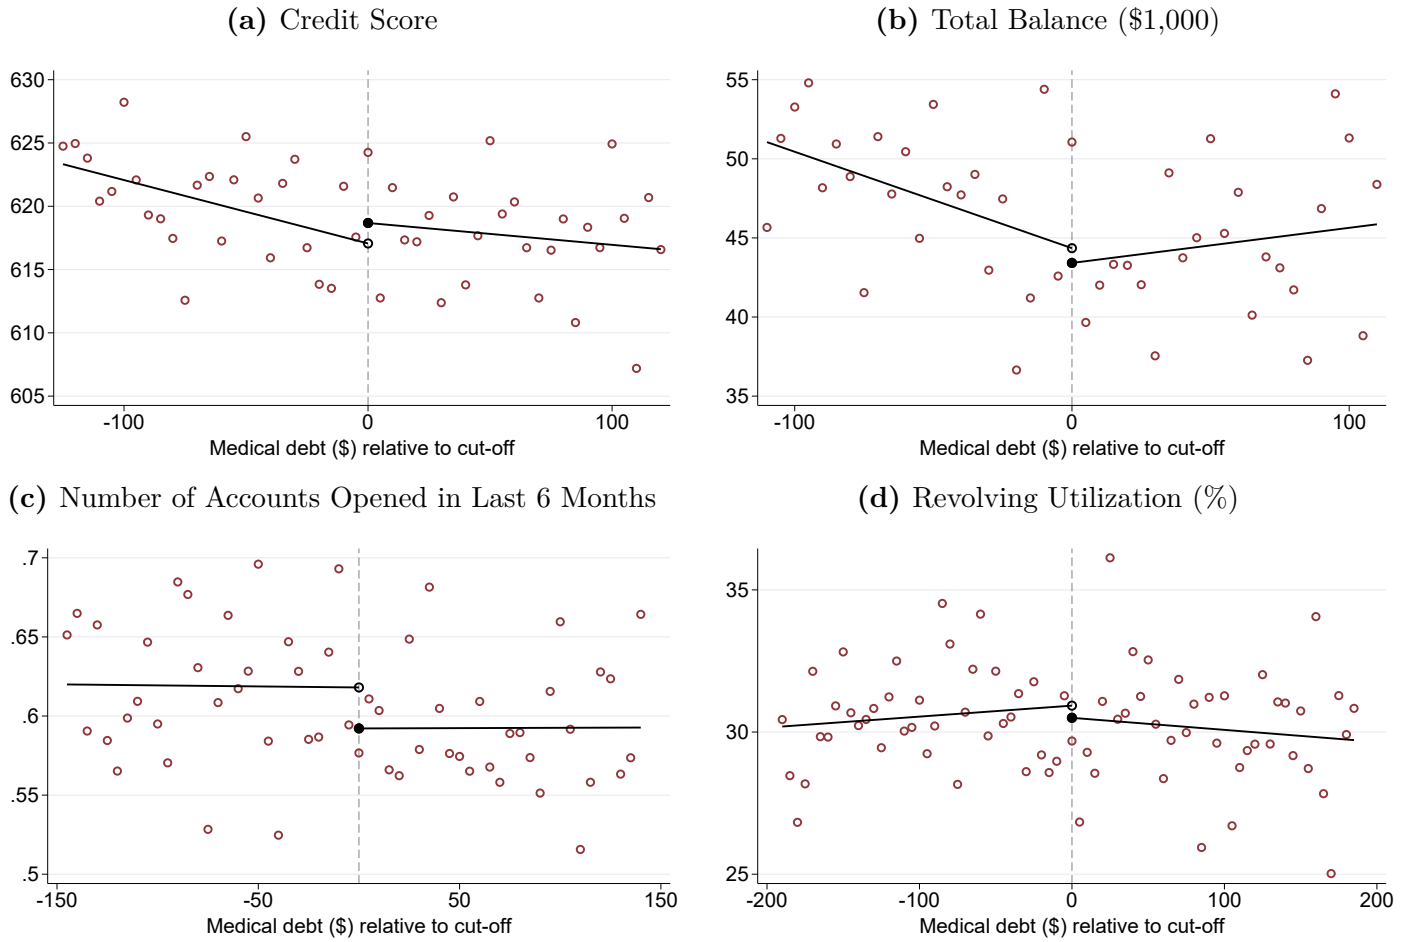 (a) Credit Score
630
625
620
615
610
605
-100 0 100
Medical debt ($) relative to cut-off
(b) Total Balance ($1,000)
55
50
45
40
35
-100 0 100
Medical debt ($) relative to cut-off
(c) Number of Accounts Opened in Last 6 Months
.7
.65
.6
.55
.5
-150 -50 50 150
Medical debt ($) relative to cut-off
(d) Revolving Utilization (%)
35
30
25
-200 -100 0 100 200
Medical debt ($) relative to cut-off